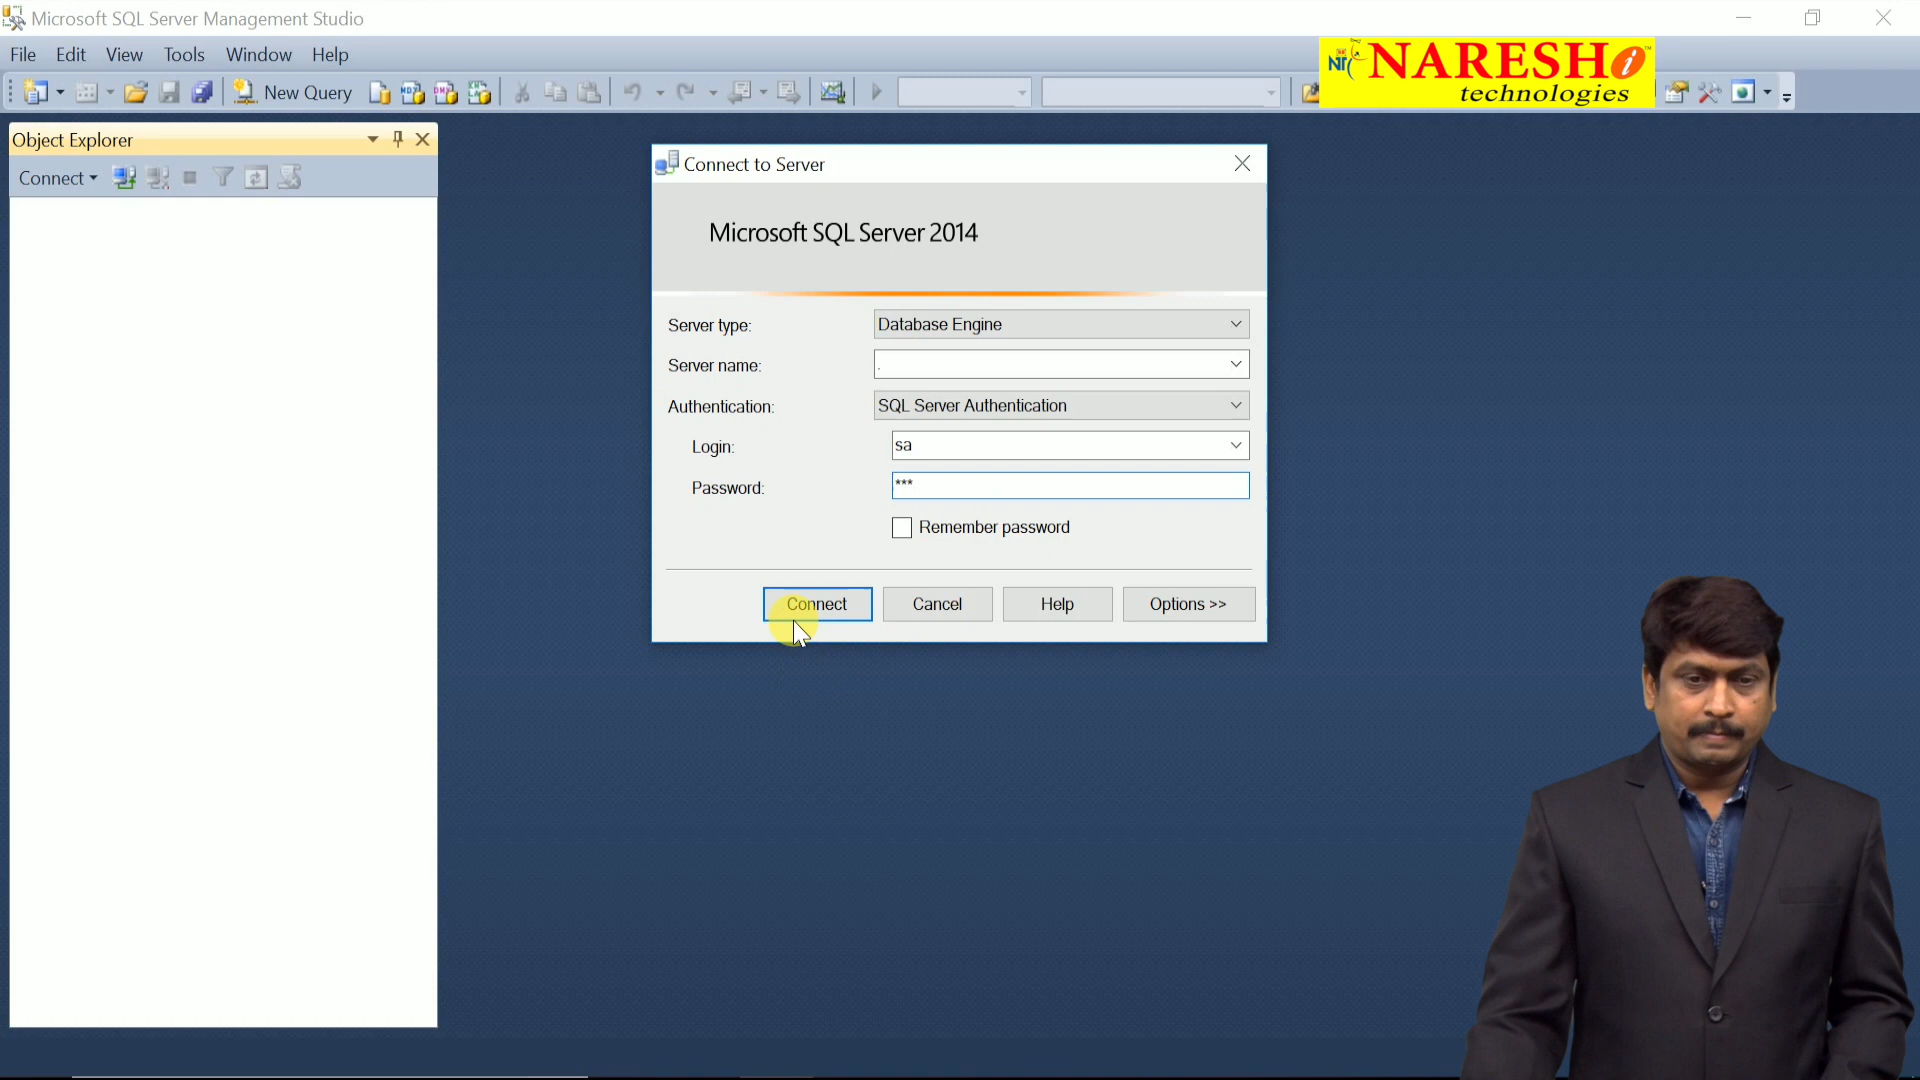 Microsoft SQL Server Management Studio
File Edit View Tools Window Help
NARESH i ™
technologies
New Query
Object Explorer
Connect
Connect to Server
Microsoft SQL Server 2014
Server type: Database Engine
Server name: .
Authentication: SQL Server Authentication
Login: sa
Password: ***
Remember password
Connect Cancel Help Options >>